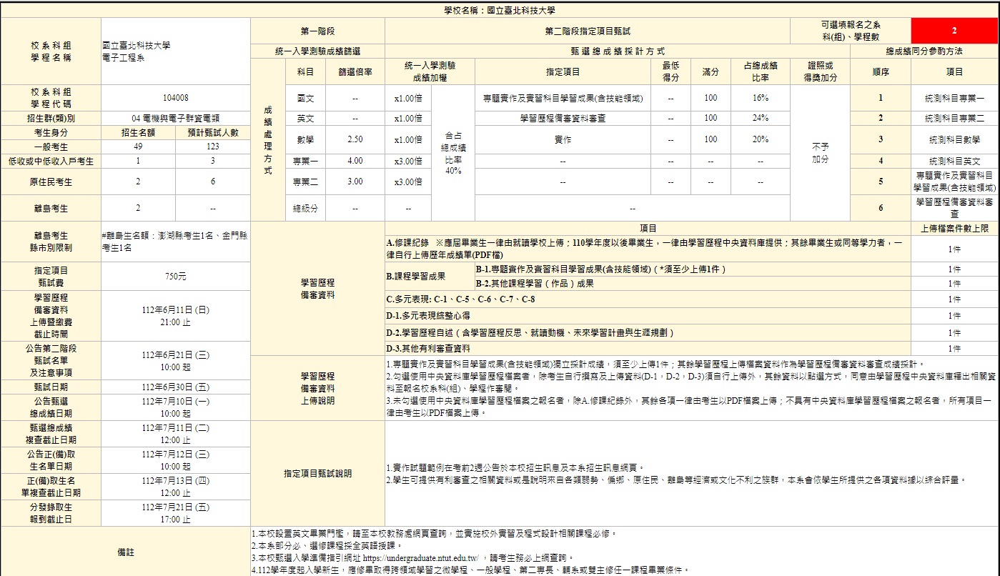 學校名稱：國立臺北科技大學
校 系 科 組
學 程 名 稱
國立臺北科技大學
電子工程系
第一階段
第二階段指定項目甄試
可選填報名之系
科(組)、學程數
2
統一入學測驗成績篩選
甄 選 總 成 績 採 計 方 式
總成績同分參酌方法
科目
篩選倍率
統一入學測驗
成績加權
指定項目
最低
得分
滿分
占總成績
比率
證照或
得獎加分
順序
項目
校 系 科 組
學 程 代 碼
104008
成績處理方式
國文
--
x1.00倍
合占
總成績
比率
40%
專題實作及實習科目學習成果(含技能領域)
--
100
16%
不予
加分
1
統測科目專業一
招生群(類)別
04 電機與電子群資電類
英文
--
x1.00倍
學習歷程備審資料審查
--
100
24%
2
統測科目專業二
考生身分
招生名額
預計甄試人數
數學
2.50
x1.00倍
實作
--
100
20%
3
統測科目數學
一般考生
49
123
低收或中低收入戶考生
1
3
專業一
4.00
x3.00倍
--
--
--
--
4
統測科目英文
原住民考生
2
6
專業二
3.00
x3.00倍
--
--
--
--
5
專題實作及實習科目
學習成果(含技能領域)
離島考生
2
--
總級分
--
--
--
6
學習歷程備審資料審
查
離島考生
縣市別限制
#離島生名額：澎湖縣考生1名、金門縣
考生1名
學習歷程
備審資料
項目
上傳檔案件數上限
A.修課紀錄 ※應屆畢業生一律由就讀學校上傳；110學年度以後畢業生，一律由學習歷程中央資料庫提供；其餘畢業生或同等學力者，一
律自行上傳歷年成績單(PDF檔)
1件
指定項目
甄試費
750元
B.課程學習成果
B-1.專題實作及實習科目學習成果(含技能領域)（*須至少上傳1件）
1件
B-2.其他課程學習（作品）成果
1件
學習歷程
備審資料
上傳暨繳費
截止時間
112年6月11日 (日)
21:00 止
C.多元表現: C-1、C-5、C-6、C-7、C-8
1件
D-1.多元表現綜整心得
1件
D-2.學習歷程自述（含學習歷程反思、就讀動機、未來學習計畫與生涯規劃）
1件
D-3.其他有利審查資料
1件
公告第二階段
甄試名單
及注意事項
112年6月21日 (三)
10:00 起
學習歷程
備審資料
上傳說明
1.專題實作及實習科目學習成果(含技能領域)獨立採計成績，須至少上傳1件；其餘學習歷程上傳檔案資料作為學習歷程備審資料審查成績採計。
2.勾選使用中央資料庫學習歷程檔案者，除考生自行撰寫及上傳資料(D-1，D-2，D-3)須自行上傳外，其餘資料以點選方式，同意由學習歷程中央資料庫釋出相關資
料至報名校系科(組)、學程作審閱。
3.未勾選使用中央資料庫學習歷程檔案之報名者，除A.修課紀錄外，其餘各項一律由考生以PDF檔案上傳；不具有中央資料庫學習歷程檔案之報名者，所有項目一
律由考生以PDF檔案上傳。
甄試日期
112年6月30日 (五)
公告甄選
總成績日期
112年7月10日 (一)
10:00 起
甄選總成績
複查截止日期
112年7月11日 (二)
12:00 止
指定項目甄試說明
1.實作試題範例在考前2週公告於本校招生訊息及本系招生訊息網頁。
2.學生可提供有利審查之相關資料或是說明來自各類弱勢、偏鄉、原住民、離島等經濟或文化不利之族群，本系會依學生所提供之各項資料據以綜合評量。
公告正(備)取
生名單日期
112年7月12日 (三)
10:00 起
正(備)取生名
單複查截止日期
112年7月13日 (四)
12:00 止
分發錄取生
報到截止日
112年7月21日 (五)
17:00 止
備註
1.本校設置英文畢業門檻，請至本校教務處網頁查詢，並實施校外實習及程式設計相關課程必修。
2.本系部分必、選修課程採全英語授課。
3.本校甄選入學準備指引網址 https://undergraduate.ntut.edu.tw/ ，請考生務必上網查詢。
4.112學年度起入學新生，應修畢取得跨領域學習之微學程、一般學程、第二專長、輔系或雙主修任一課程畢業條件。